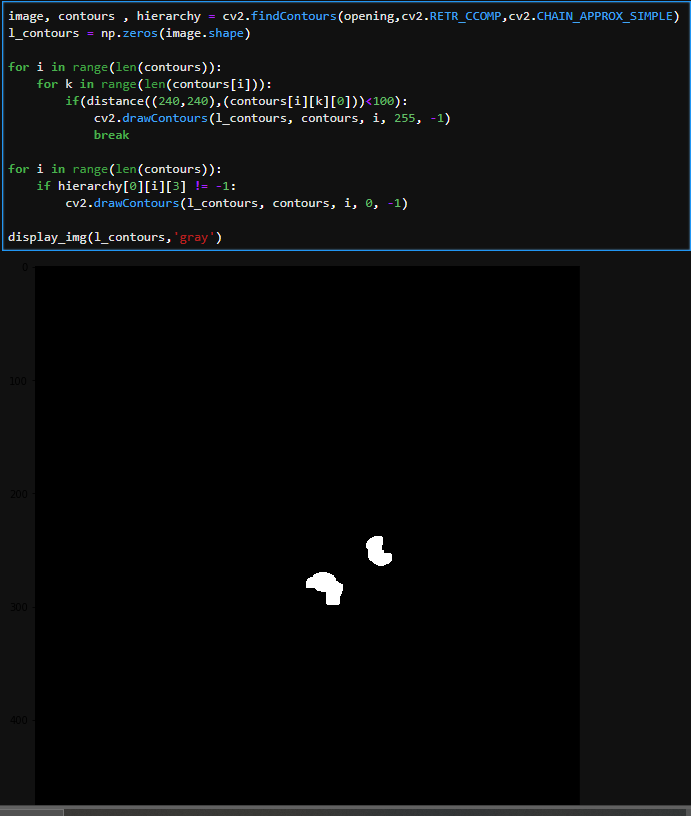 image, contours , hierarchy = cv2.findContours(opening,cv2.RETR_CCOMP,cv2.CHAIN_APPROX_SIMPLE)
l_contours = np.zeros(image.shape)

for i in range(len(contours)):
    for k in range(len(contours[i])):
        if(distance((240,240),(contours[i][k][0]))<100):
            cv2.drawContours(l_contours, contours, i, 255, -1)
            break

for i in range(len(contours)):
    if hierarchy[0][i][3] != -1:
        cv2.drawContours(l_contours, contours, i, 0, -1)

display_img(l_contours,'gray')
0
100
200
300
400